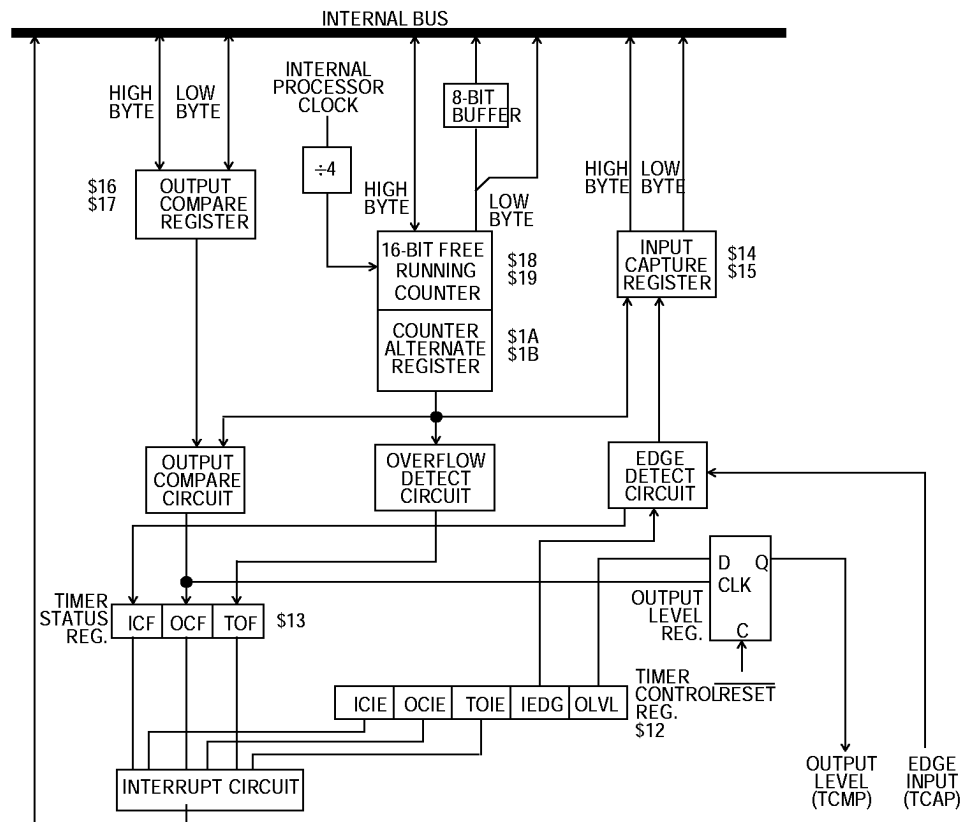 INTERNAL BUS
HIGH
BYTE
LOW
BYTE
INTERNAL
PROCESSOR
CLOCK
8-BIT
BUFFER
÷4
$16
$17
OUTPUT
COMPARE
REGISTER
HIGH
BYTE
LOW
BYTE
HIGH
BYTE
LOW
BYTE
16-BIT FREE
RUNNING
COUNTER
$18
$19
INPUT
CAPTURE
REGISTER
$14
$15
COUNTER
ALTERNATE
REGISTER
$1A
$1B
OUTPUT
COMPARE
CIRCUIT
OVERFLOW
DETECT
CIRCUIT
EDGE
DETECT
CIRCUIT
D Q
CLK
C
OUTPUT
LEVEL
REG.
TIMER
STATUS
REG.
ICF OCF TOF
$13
RESET
TIMER
CONTROL
REG.
$12
ICIE OCIE TOIE IEDG OLVL
INTERRUPT CIRCUIT
OUTPUT
LEVEL
(TCMP)
EDGE
INPUT
(TCAP)